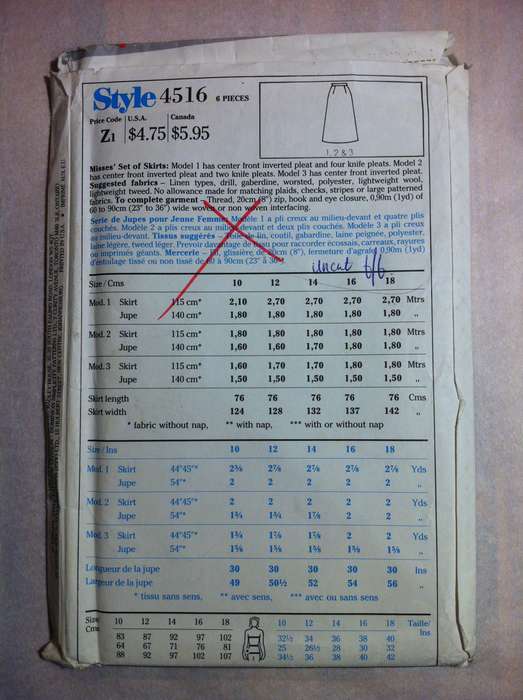 Style 4516 6 PIECES
Price Code U.S.A. Canada
Z1 $4.75 $5.95
1 2 & 3
Misses' Set of Skirts: Model 1 has center front inverted pleat and four knife pleats. Model 2
has center front inverted pleat and two knife pleats. Model 3 has center front inverted pleat.
Suggested fabrics - Linen types, drill, gaberdine, worsted, polyester, lightweight wool,
lightweight tweed. No allowance made for matching plaids, checks, stripes or large patterned
fabrics. To complete garment - Thread, 20cm (8") zip, hook and eye closure, 0,90m (1yd) of
60 to 90cm (23" to 36") wide woven or non woven interfacing.
Serie de Jupes pour Jeune Femme: Modèle 1 a pli creux au milieu-devant et quatre plis
couchés. Modèle 2 a pli creux au milieu-devant et deux plis couchés. Modèle 3 a pli creux
au milieu-devant. Tissus suggérés - de lin, coutil, gabardine, laine peignée, polyester,
laine légère, tweed léger. Prevoir davantage de tissu pour raccorder écossais, carreaux, rayures
ou imprimés géants. Mercerie - glissière de 20cm (8"), fermeture d'agrafe, 0,90m (1yd)
d'entoilage tissé ou non tissé de 60 à 90cm (23" à 36")
uncut 6/6
Size / Cms 10 12 14 16 18
Mod. 1 Skirt 115 cm* 2,10 2,70 2,70 2,70 2,70 Mtrs
Jupe 140 cm* 1,80 1,80 1,80 1,80 1,80 "
Mod. 2 Skirt 115 cm* 1,80 1,80 1,80 1,80 1,80 Mtrs
Jupe 140 cm* 1,60 1,60 1,70 1,80 1,80 "
Mod. 3 Skirt 115 cm* 1,60 1,70 1,70 1,80 1,80 Mtrs
Jupe 140 cm* 1,50 1,50 1,50 1,50 1,50 "
Skirt length 76 76 76 76 76 Cms
Skirt width 124 128 132 137 142 "
* fabric without nap, ** with nap, *** with or without nap
Size / Ins 10 12 14 16 18
Mod. 1 Skirt 44"45"* 2⅜ 2⅞ 2⅞ 2⅞ 2⅞ Yds
Jupe 54"* 2 2 2 2 2 "
Mod. 2 Skirt 44"45"* 2 2 2 2 2 Yds
Jupe 54"* 1¾ 1¾ 1⅞ 2 2 "
Mod. 3 Skirt 44"45"* 1¾ 1⅞ 1⅞ 2 2 Yds
Jupe 54"* 1⅝ 1⅝ 1⅝ 1⅝ 1⅝ "
Longueur de la jupe 30 30 30 30 30 Ins
Largeur de la jupe 49 50½ 52 54 56 "
* tissu sans sens, ** avec sens, *** avec ou sans sens
Size Cms 10 12 14 16 18 10 12 14 16 18 Taille/ Ins
83 87 92 97 102 32½ 34 36 38 40
64 67 71 76 81 25 26½ 28 30 32
88 92 97 102 107 34½ 36 38 40 42